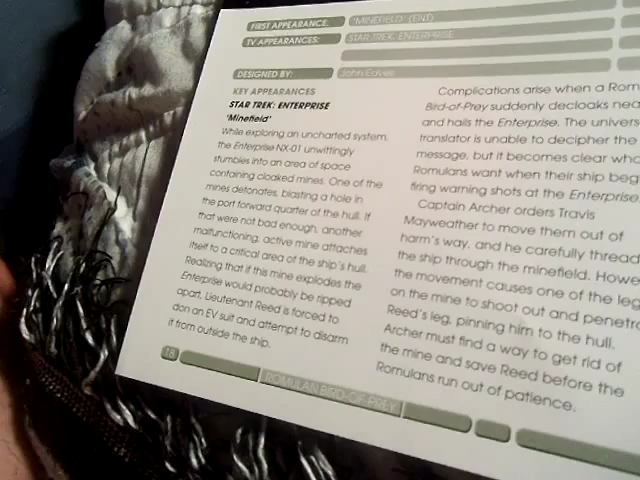 FIRST APPEARANCE: 'MINEFIELD' (ENT)
TV APPEARANCES: STAR TREK: ENTERPRISE
DESIGNED BY: John Eaves
KEY APPEARANCES
STAR TREK: ENTERPRISE
'Minefield'
While exploring an uncharted system,
the Enterprise NX-01 unwittingly
stumbles into an area of space
containing cloaked mines. One of the
mines detonates, blasting a hole in
the port forward quarter of the hull. If
that were not bad enough, another
malfunctioning, active mine attaches
itself to a critical area of the ship's hull.
Realizing that if this mine explodes the
Enterprise would probably be ripped
apart, Lieutenant Reed is forced to
don an EV suit and attempt to disarm
it from outside the ship.
Complications arise when a Rom
Bird-of-Prey suddenly decloaks nea
and hails the Enterprise. The univers
translator is unable to decipher the
message, but it becomes clear wha
Romulans want when their ship beg
firing warning shots at the Enterprise.
Captain Archer orders Travis
Mayweather to move them out of
harm's way, and he carefully thread
the ship through the minefield. Howe
the movement causes one of the leg
on the mine to shoot out and penetra
Reed's leg, pinning him to the hull.
Archer must find a way to get rid of
the mine and save Reed before the
Romulans run out of patience.
18 ROMULAN BIRD-OF-PREY